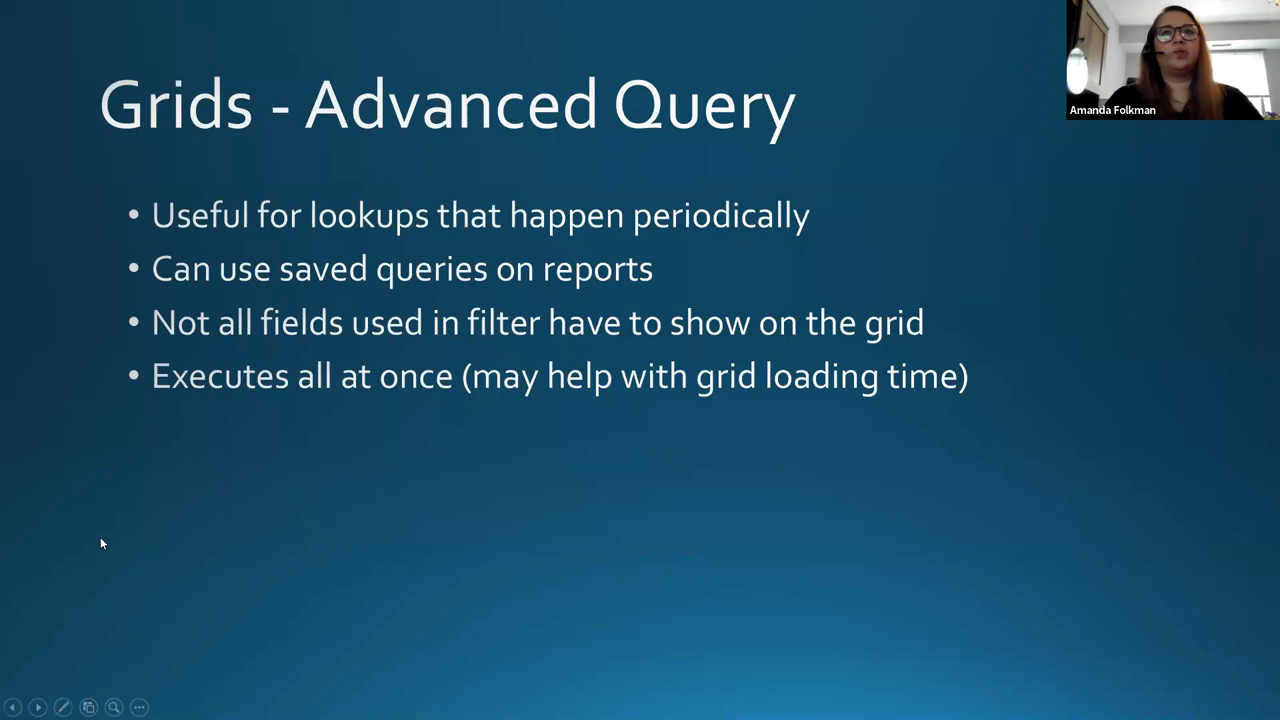 Grids - Advanced Query
Amanda Folkman
• Useful for lookups that happen periodically
• Can use saved queries on reports
• Not all fields used in filter have to show on the grid
• Executes all at once (may help with grid loading time)